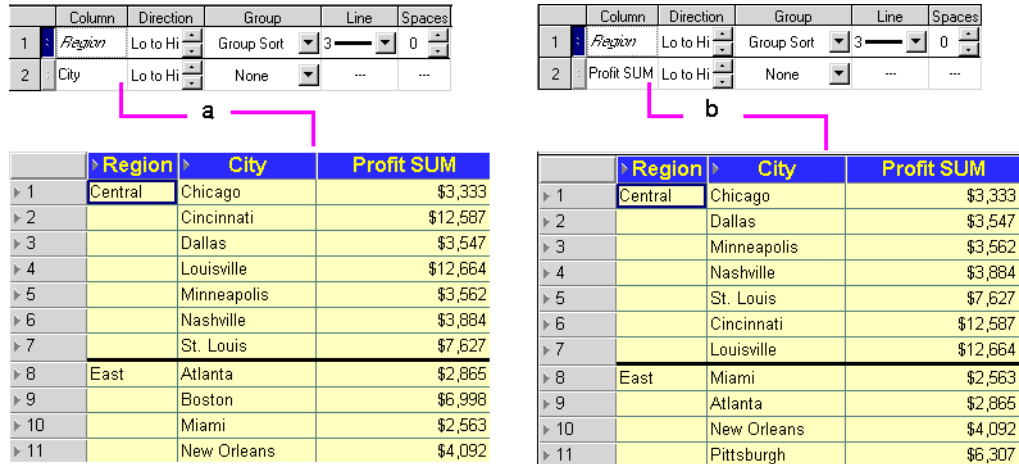 Column Direction Group Line Spaces
1 Region Lo to Hi Group Sort 3 0
2 City Lo to Hi None --- ---
a
Region City Profit SUM
1 Central Chicago $3,333
2 Cincinnati $12,587
3 Dallas $3,547
4 Louisville $12,664
5 Minneapolis $3,562
6 Nashville $3,884
7 St. Louis $7,627
8 East Atlanta $2,865
9 Boston $6,998
10 Miami $2,563
11 New Orleans $4,092
Column Direction Group Line Spaces
1 Region Lo to Hi Group Sort 3 0
2 Profit SUM Lo to Hi None --- ---
b
Region City Profit SUM
1 Central Chicago $3,333
2 Dallas $3,547
3 Minneapolis $3,562
4 Nashville $3,884
5 St. Louis $7,627
6 Cincinnati $12,587
7 Louisville $12,664
8 East Miami $2,563
9 Atlanta $2,865
10 New Orleans $4,092
11 Pittsburgh $6,307